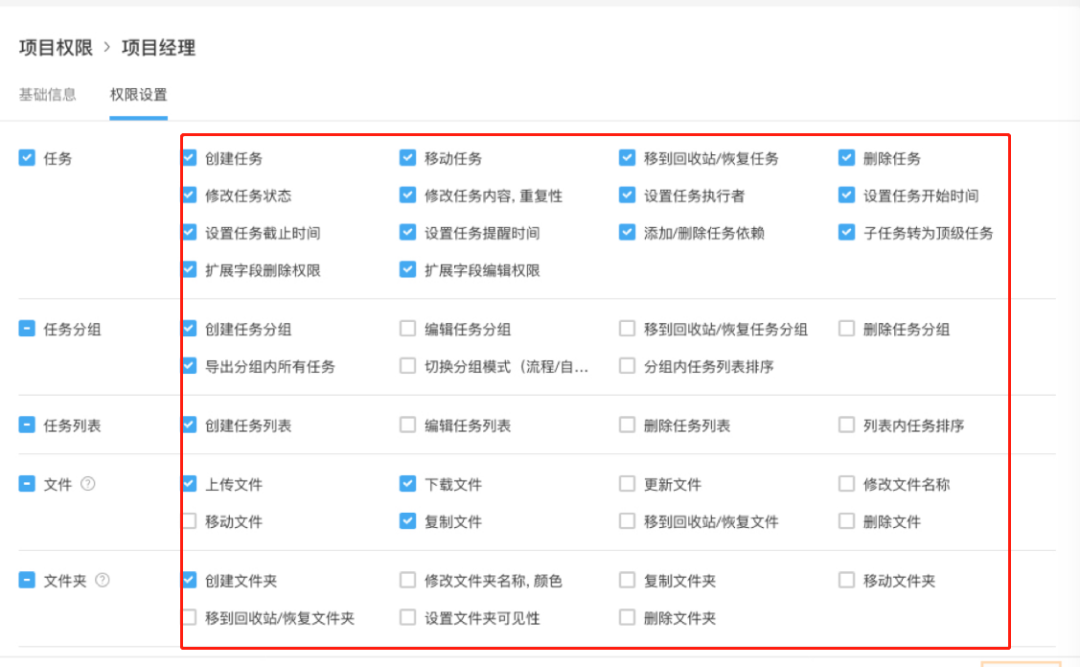 项目权限 > 项目经理
基础信息 权限设置
任务 创建任务 移动任务 移到回收站/恢复任务 删除任务
修改任务状态 修改任务内容, 重复性 设置任务执行者 设置任务开始时间
设置任务截止时间 设置任务提醒时间 添加/删除任务依赖 子任务转为顶级任务
扩展字段删除权限 扩展字段编辑权限
任务分组 创建任务分组 编辑任务分组 移到回收站/恢复任务分组 删除任务分组
导出分组内所有任务 切换分组模式（流程/自... 分组内任务列表排序
任务列表 创建任务列表 编辑任务列表 删除任务列表 列表内任务排序
文件 ? 上传文件 下载文件 更新文件 修改文件名称
移动文件 复制文件 移到回收站/恢复文件 删除文件
文件夹 ? 创建文件夹 修改文件夹名称, 颜色 复制文件夹 移动文件夹
移到回收站/恢复文件夹 设置文件夹可见性 删除文件夹